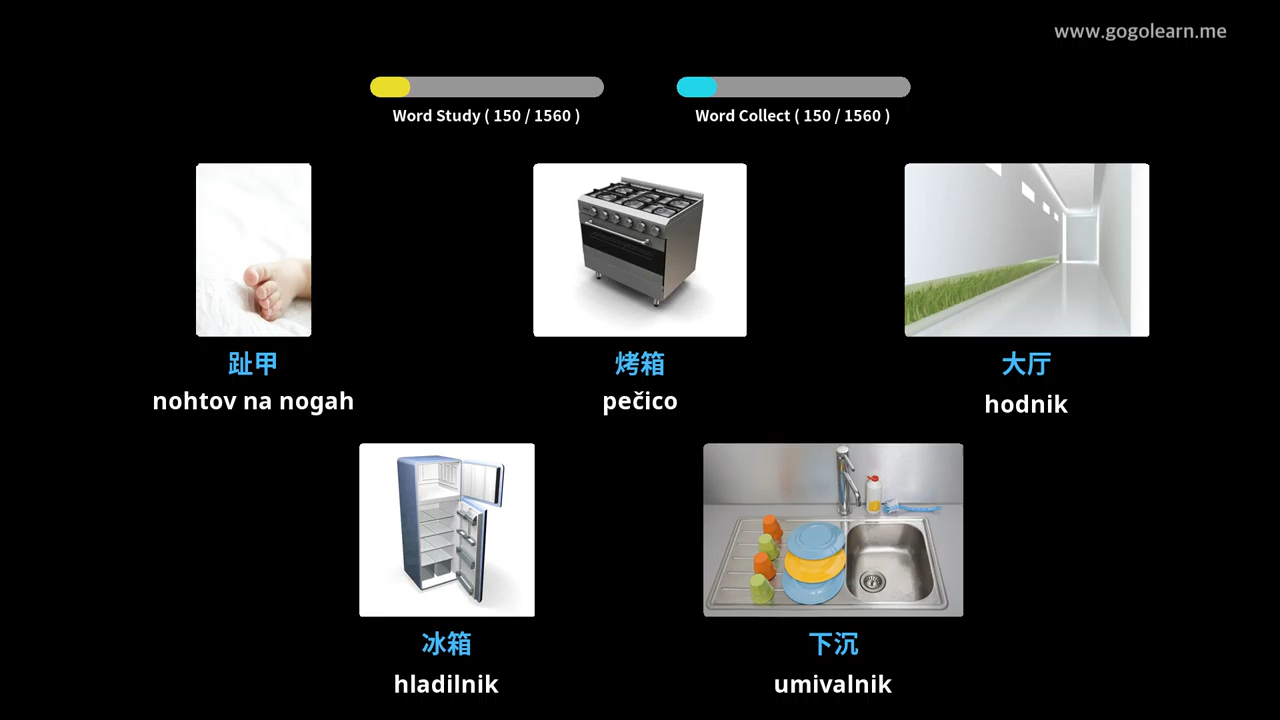 www.gogolearn.me
Word Study ( 150 / 1560 )
Word Collect ( 150 / 1560 )
趾甲
nohtov na nogah
烤箱
pečico
大厅
hodnik
冰箱
hladilnik
下沉
umivalnik